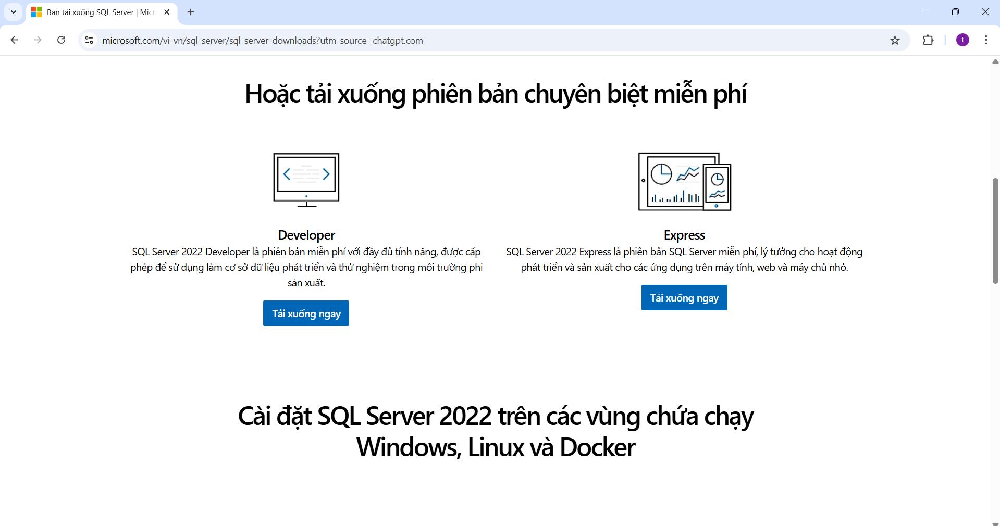 Bản tải xuống SQL Server | Micr
microsoft.com/vi-vn/sql-server/sql-server-downloads?utm_source=chatgpt.com
t
Hoặc tải xuống phiên bản chuyên biệt miễn phí
Developer
SQL Server 2022 Developer là phiên bản miễn phí với đầy đủ tính năng, được cấp
phép để sử dụng làm cơ sở dữ liệu phát triển và thử nghiệm trong môi trường phi
sản xuất.
Tải xuống ngay
Express
SQL Server 2022 Express là phiên bản SQL Server miễn phí, lý tưởng cho hoạt động
phát triển và sản xuất cho các ứng dụng trên máy tính, web và máy chủ nhỏ.
Tải xuống ngay
Cài đặt SQL Server 2022 trên các vùng chứa chạy
Windows, Linux và Docker